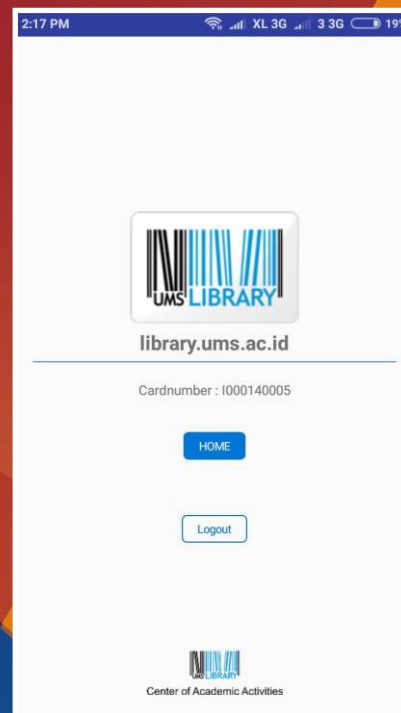 2:17 PM XL 3G 3 3G 19%
UMS LIBRARY
library.ums.ac.id
Cardnumber : I000140005
HOME
Logout
UMS LIBRARY
Center of Academic Activities